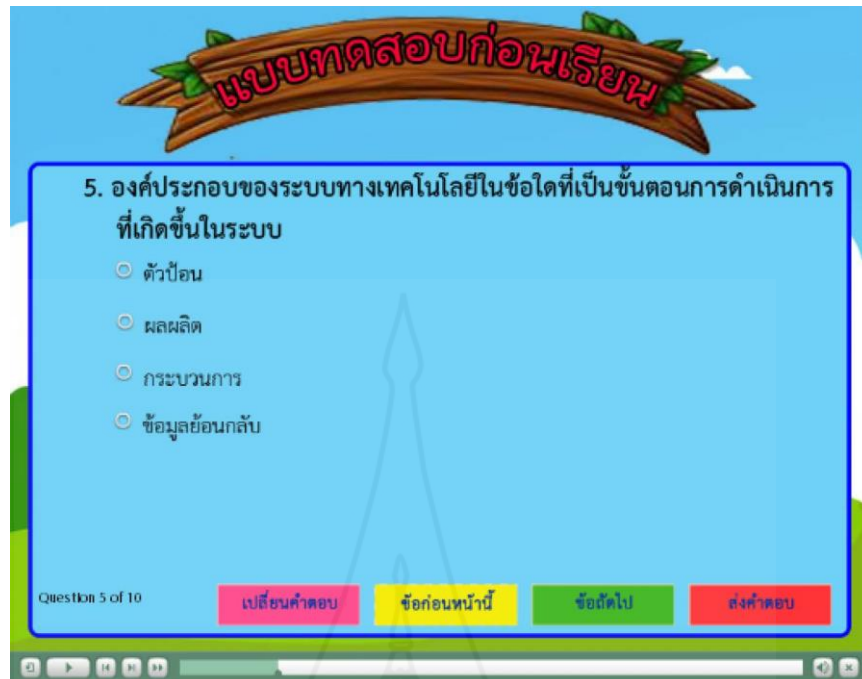 แบบทดสอบก่อนเรียน
5. องค์ประกอบของระบบทางเทคโนโลยีในข้อใดที่เป็นขั้นตอนการดำเนินการ
ที่เกิดขึ้นในระบบ
ตัวป้อน
ผลผลิต
กระบวนการ
ข้อมูลย้อนกลับ
Question 5 of 10
เปลี่ยนคำตอบ
ข้อก่อนหน้านี้
ข้อถัดไป
ส่งคำตอบ